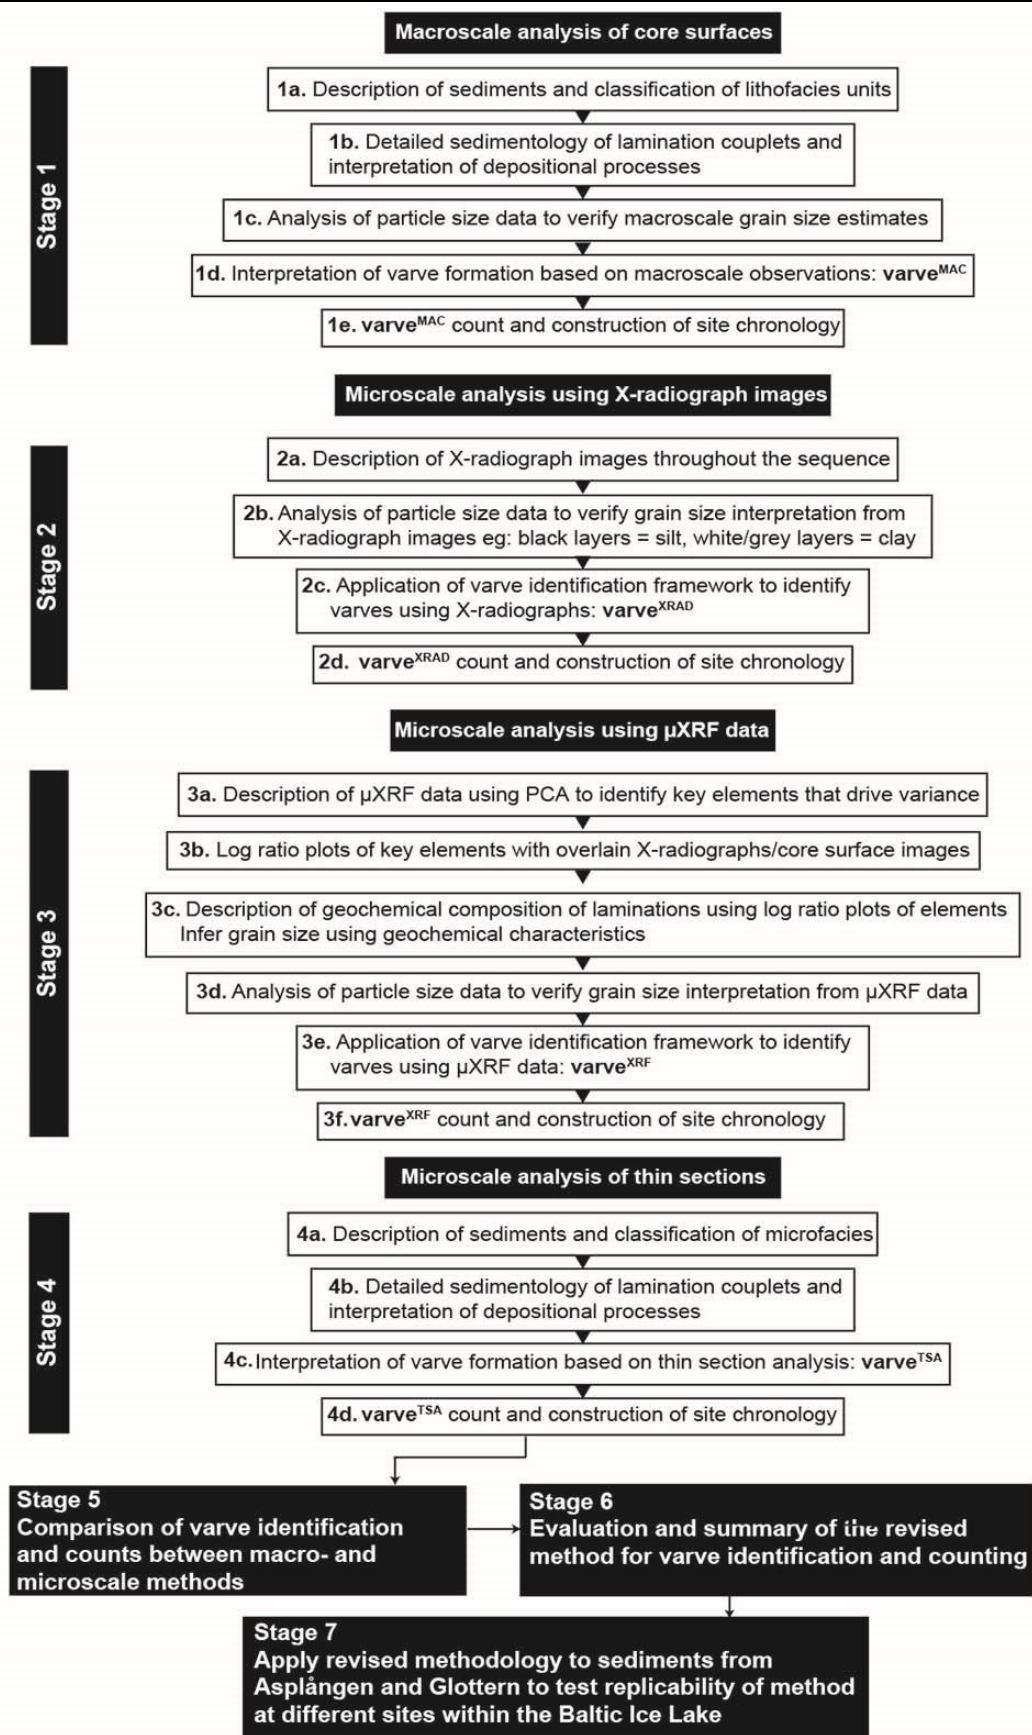 Macroscale analysis of core surfaces
Stage 1
1a. Description of sediments and classification of lithofacies units
1b. Detailed sedimentology of lamination couplets and
interpretation of depositional processes
1c. Analysis of particle size data to verify macroscale grain size estimates
1d. Interpretation of varve formation based on macroscale observations: varveMAC
1e. varveMAC count and construction of site chronology
Microscale analysis using X-radiograph images
Stage 2
2a. Description of X-radiograph images throughout the sequence
2b. Analysis of particle size data to verify grain size interpretation from
X-radiograph images eg: black layers = silt, white/grey layers = clay
2c. Application of varve identification framework to identify
varves using X-radiographs: varveXRAD
2d. varveXRAD count and construction of site chronology
Microscale analysis using µXRF data
Stage 3
3a. Description of µXRF data using PCA to identify key elements that drive variance
3b. Log ratio plots of key elements with overlain X-radiographs/core surface images
3c. Description of geochemical composition of laminations using log ratio plots of elements
Infer grain size using geochemical characteristics
3d. Analysis of particle size data to verify grain size interpretation from µXRF data
3e. Application of varve identification framework to identify
varves using µXRF data: varveXRF
3f. varveXRF count and construction of site chronology
Microscale analysis of thin sections
Stage 4
4a. Description of sediments and classification of microfacies
4b. Detailed sedimentology of lamination couplets and
interpretation of depositional processes
4c. Interpretation of varve formation based on thin section analysis: varveTSA
4d. varveTSA count and construction of site chronology
Stage 5
Comparison of varve identification
and counts between macro- and
microscale methods
Stage 6
Evaluation and summary of the revised
method for varve identification and counting
Stage 7
Apply revised methodology to sediments from
Asplången and Glottern to test replicability of method
at different sites within the Baltic Ice Lake